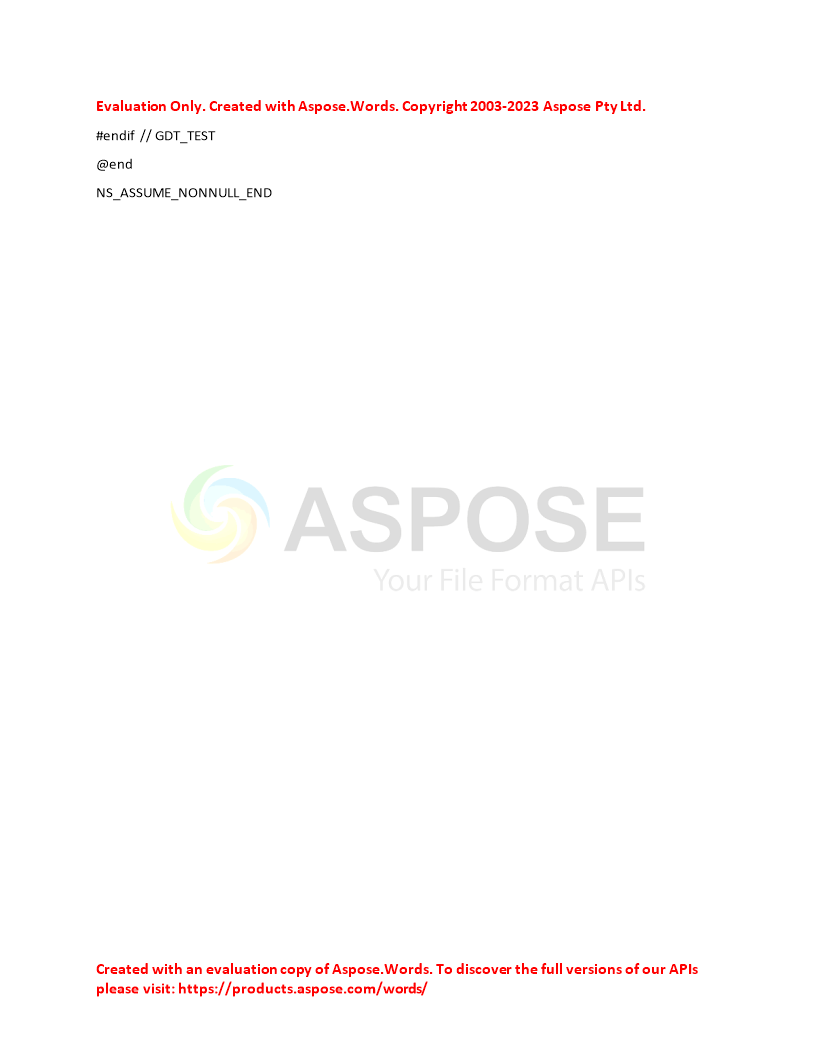 Evaluation Only. Created with Aspose.Words. Copyright 2003-2023 Aspose Pty Ltd.
#endif // GDT_TEST
@end
NS_ASSUME_NONNULL_END
ASPOSE
Your File Format APIs
Created with an evaluation copy of Aspose.Words. To discover the full versions of our APIs
please visit: https://products.aspose.com/words/